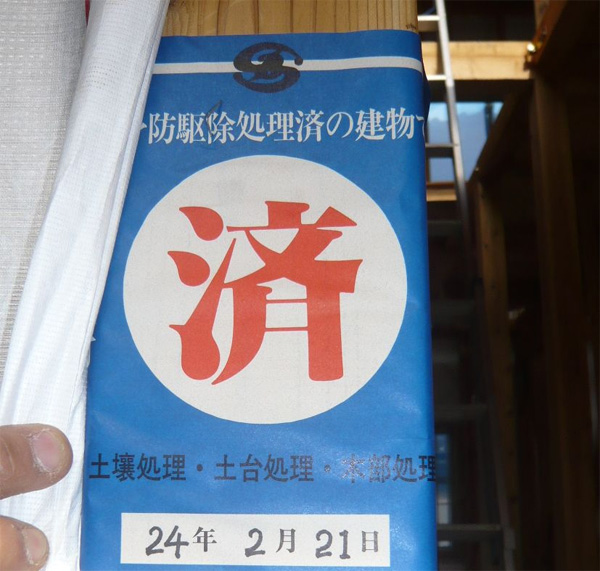 防駆除処理済の建物
済
土壌処理・土台処理・木部処理
24年 2月 21日